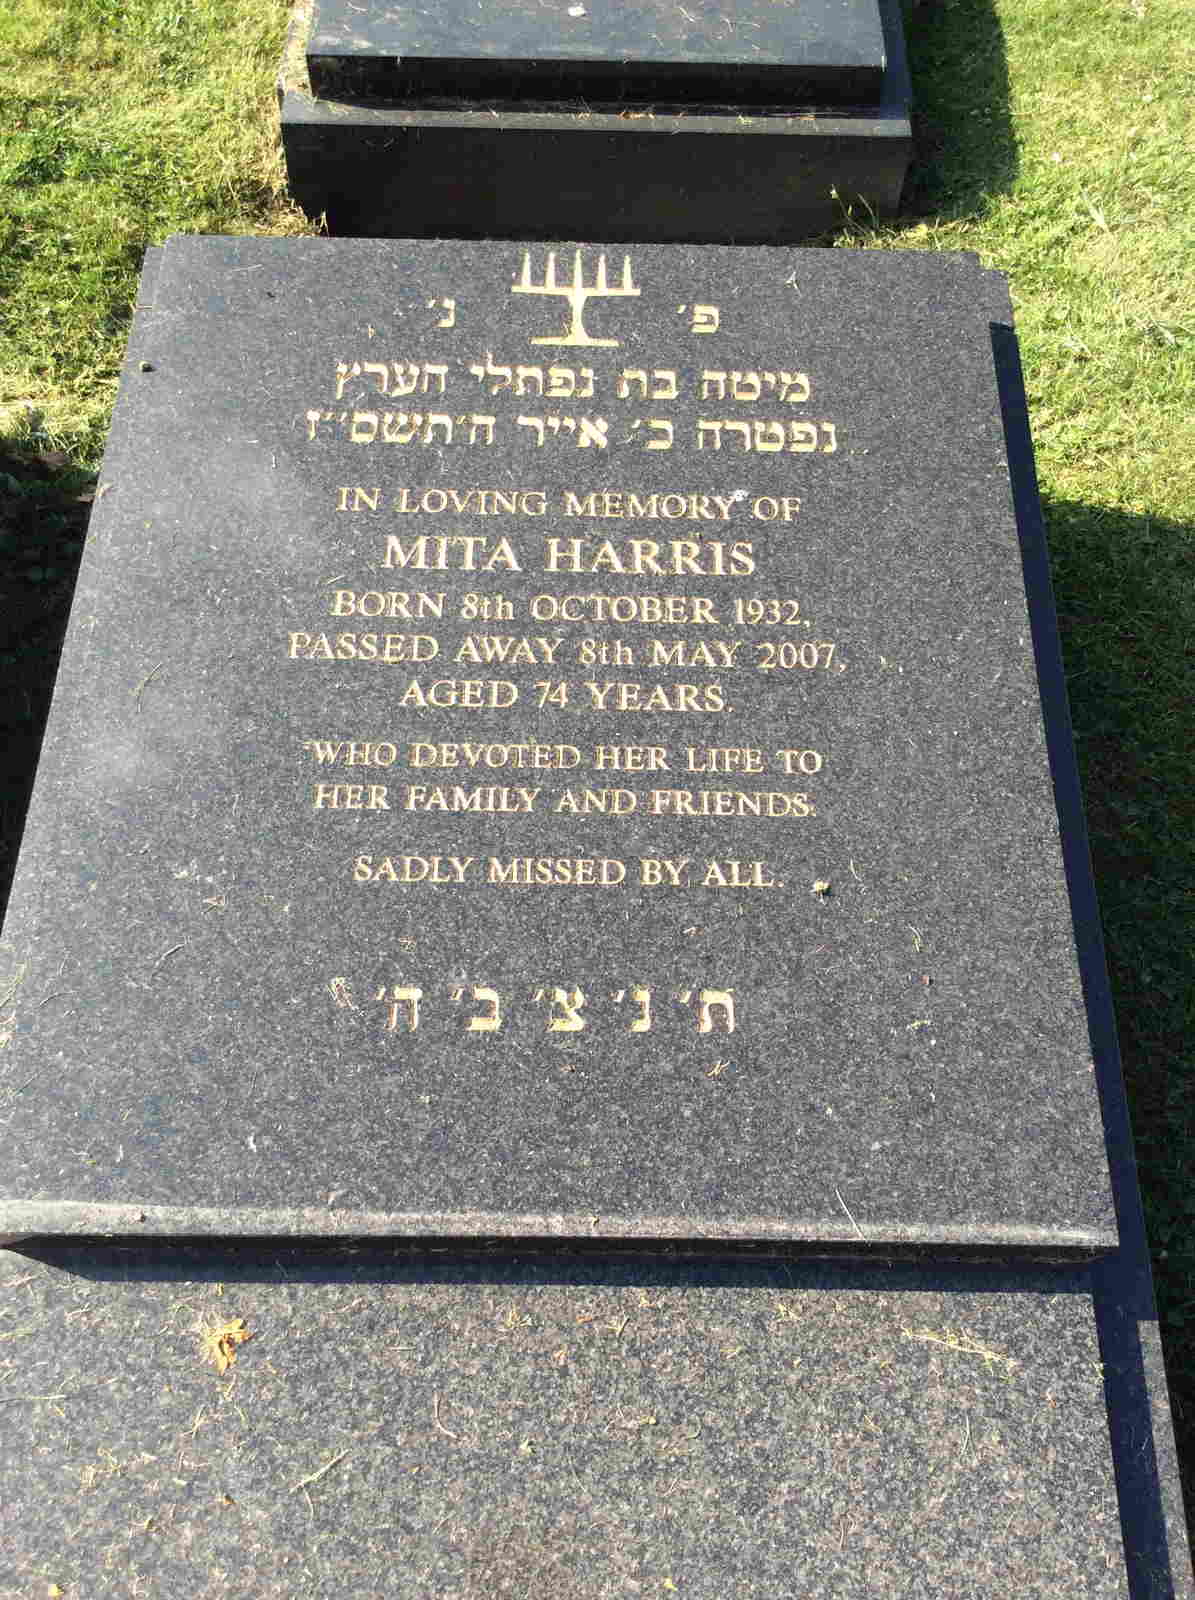 פ׳ נ׳
מיטה בת נפתלי הערץ
נפטרה כ׳ אייר ה׳תשס״ז
IN LOVING MEMORY OF
MITA HARRIS
BORN 8th OCTOBER 1932,
PASSED AWAY 8th MAY 2007,
AGED 74 YEARS.
WHO DEVOTED HER LIFE TO
HER FAMILY AND FRIENDS.
SADLY MISSED BY ALL.
ת׳ נ׳ צ׳ ב׳ ה׳